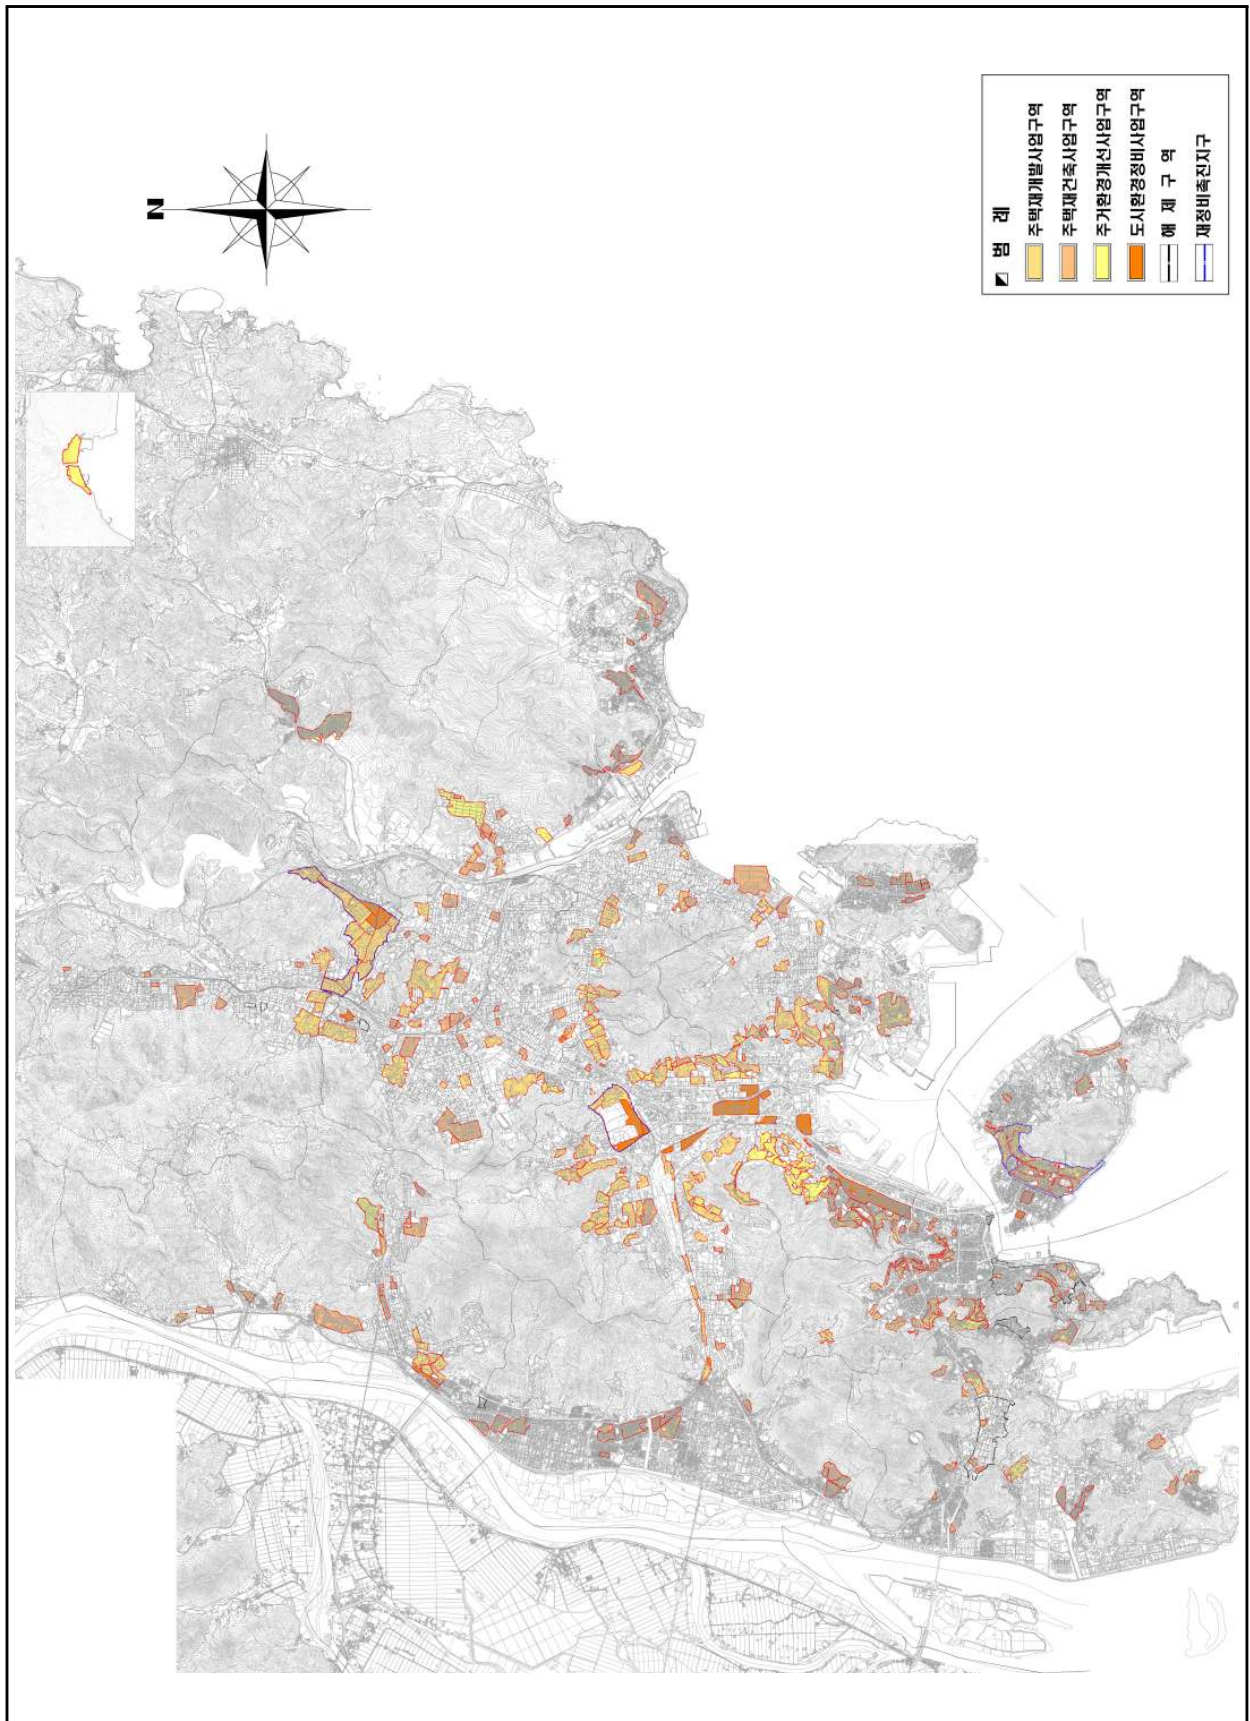 N
범 례
주택재개발사업구역
주택재건축사업구역
주거환경개선사업구역
도시환경정비사업구역
해 제 구 역
재정비촉진지구